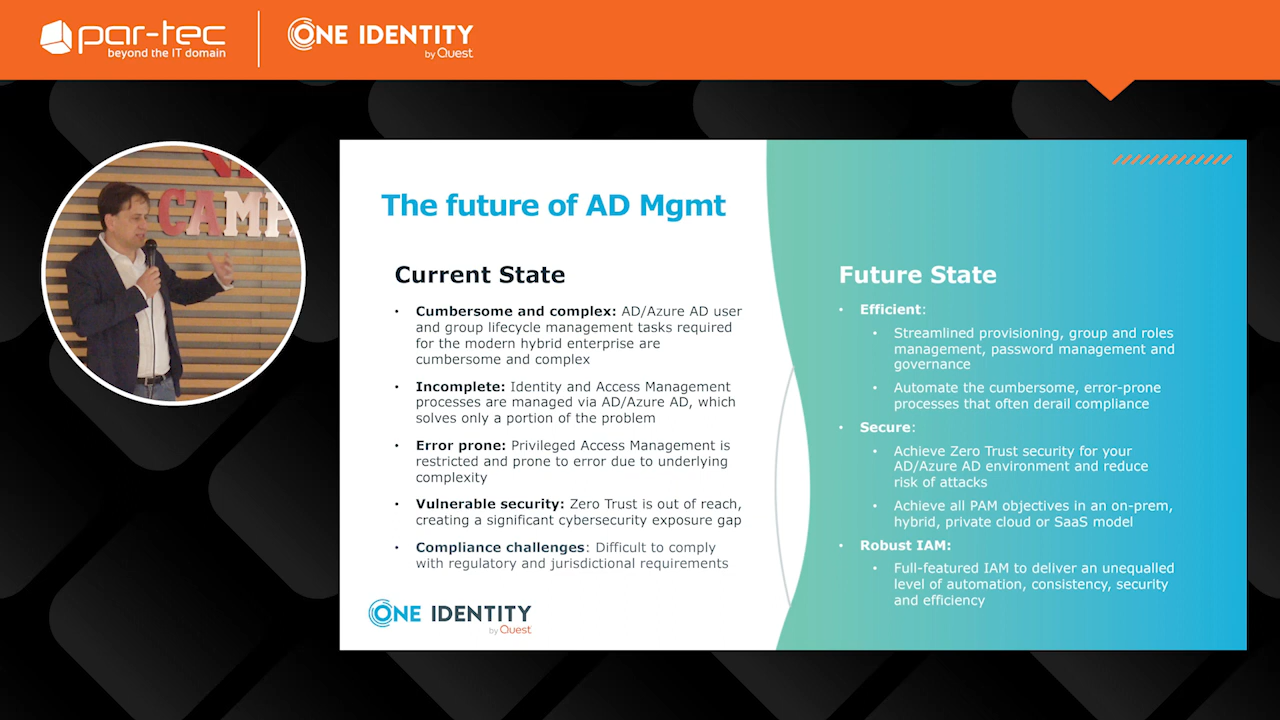 par-tec
beyond the IT domain
ONE IDENTITY
by Quest
CAMP
The future of AD Mgmt
Current State
• Cumbersome and complex: AD/Azure AD user
and group lifecycle management tasks required
for the modern hybrid enterprise are
cumbersome and complex
• Incomplete: Identity and Access Management
processes are managed via AD/Azure AD, which
solves only a portion of the problem
• Error prone: Privileged Access Management is
restricted and prone to error due to underlying
complexity
• Vulnerable security: Zero Trust is out of reach,
creating a significant cybersecurity exposure gap
• Compliance challenges: Difficult to comply
with regulatory and jurisdictional requirements
ONE IDENTITY
by Quest
Future State
• Efficient:
• Streamlined provisioning, group and roles
management, password management and
governance
• Automate the cumbersome, error-prone
processes that often derail compliance
• Secure:
• Achieve Zero Trust security for your
AD/Azure AD environment and reduce
risk of attacks
• Achieve all PAM objectives in an on-prem,
hybrid, private cloud or SaaS model
• Robust IAM:
• Full-featured IAM to deliver an unequalled
level of automation, consistency, security
and efficiency